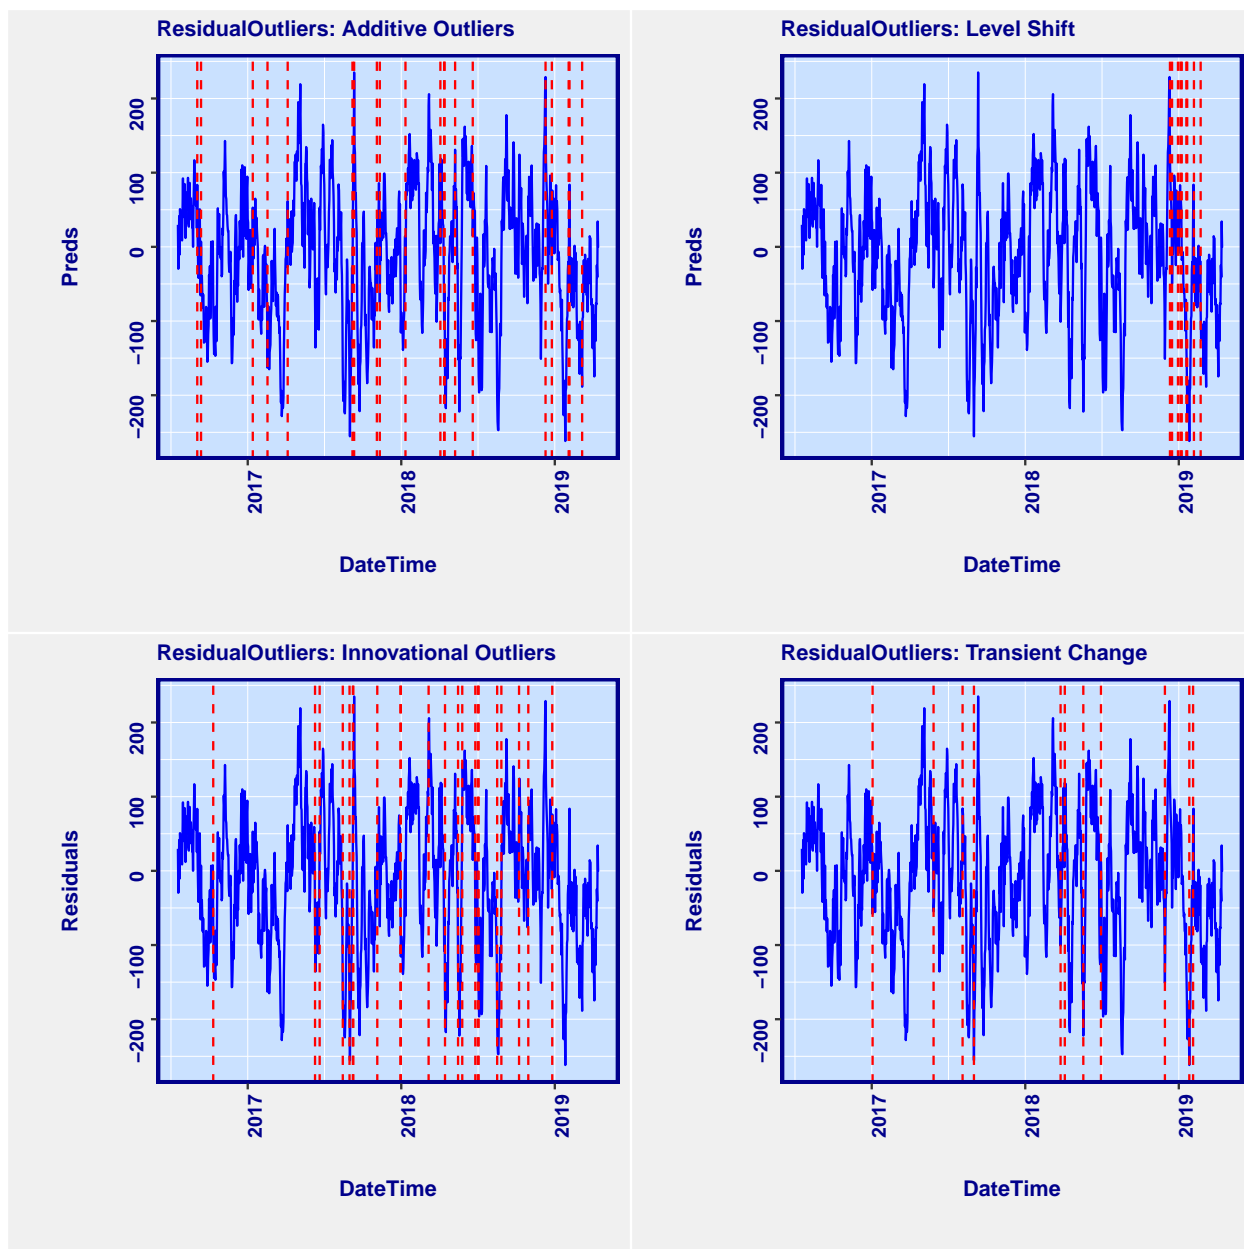 ResidualOutliers: Additive Outliers
Preds
200
100
0
−100
−200
2017
2018
2019
DateTime
ResidualOutliers: Level Shift
Preds
200
100
0
−100
−200
2017
2018
2019
DateTime
ResidualOutliers: Innovational Outliers
Residuals
200
100
0
−100
−200
2017
2018
2019
DateTime
ResidualOutliers: Transient Change
Residuals
200
100
0
−100
−200
2017
2018
2019
DateTime